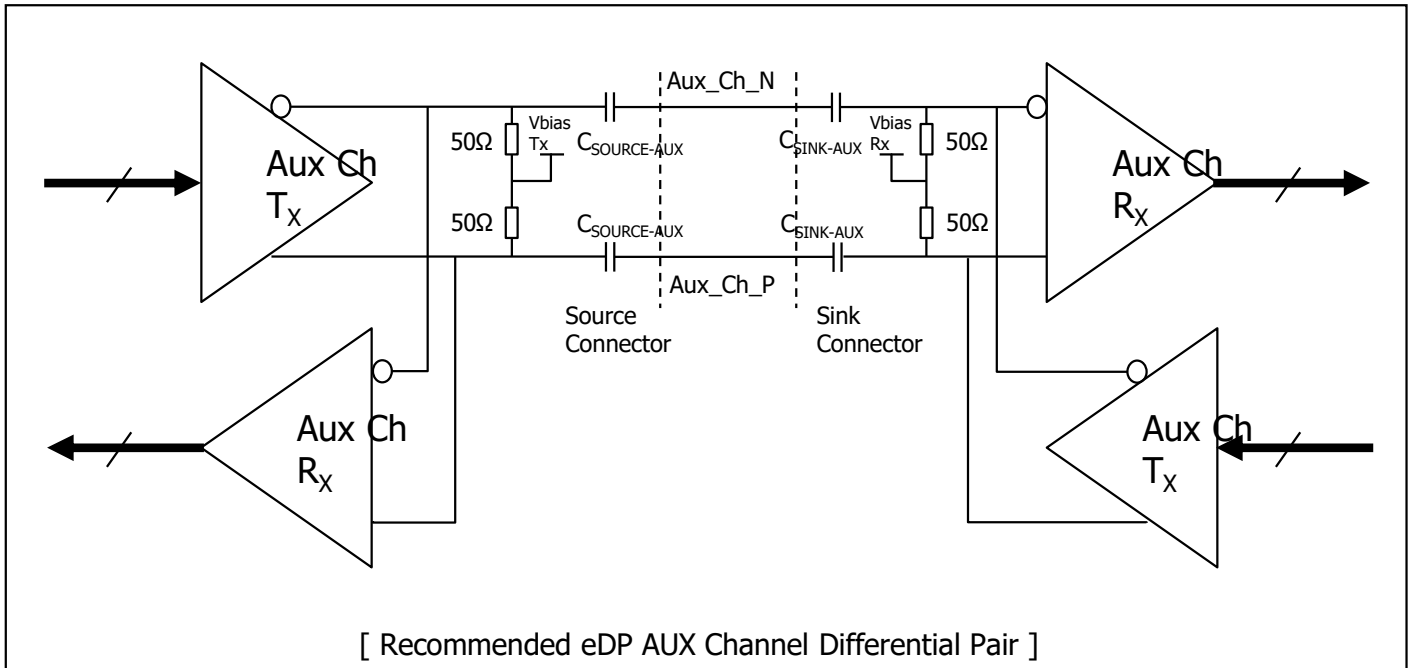 Aux_Ch_N
Vbias
Tx
Vbias
Rx
50Ω
C_SOURCE-AUX
C_SINK-AUX
50Ω
Aux Ch
T_X
Aux Ch
R_X
50Ω
C_SOURCE-AUX
C_SINK-AUX
50Ω
Aux_Ch_P
Source
Connector
Sink
Connector
Aux Ch
R_X
Aux Ch
T_X
[ Recommended eDP AUX Channel Differential Pair ]